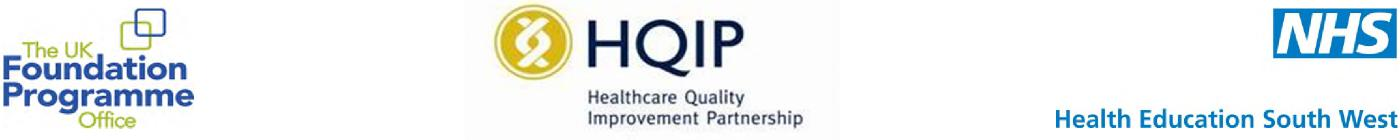 The UK
Foundation
Programme
Office
HQIP
Healthcare Quality
Improvement Partnership
NHS
Health Education South West